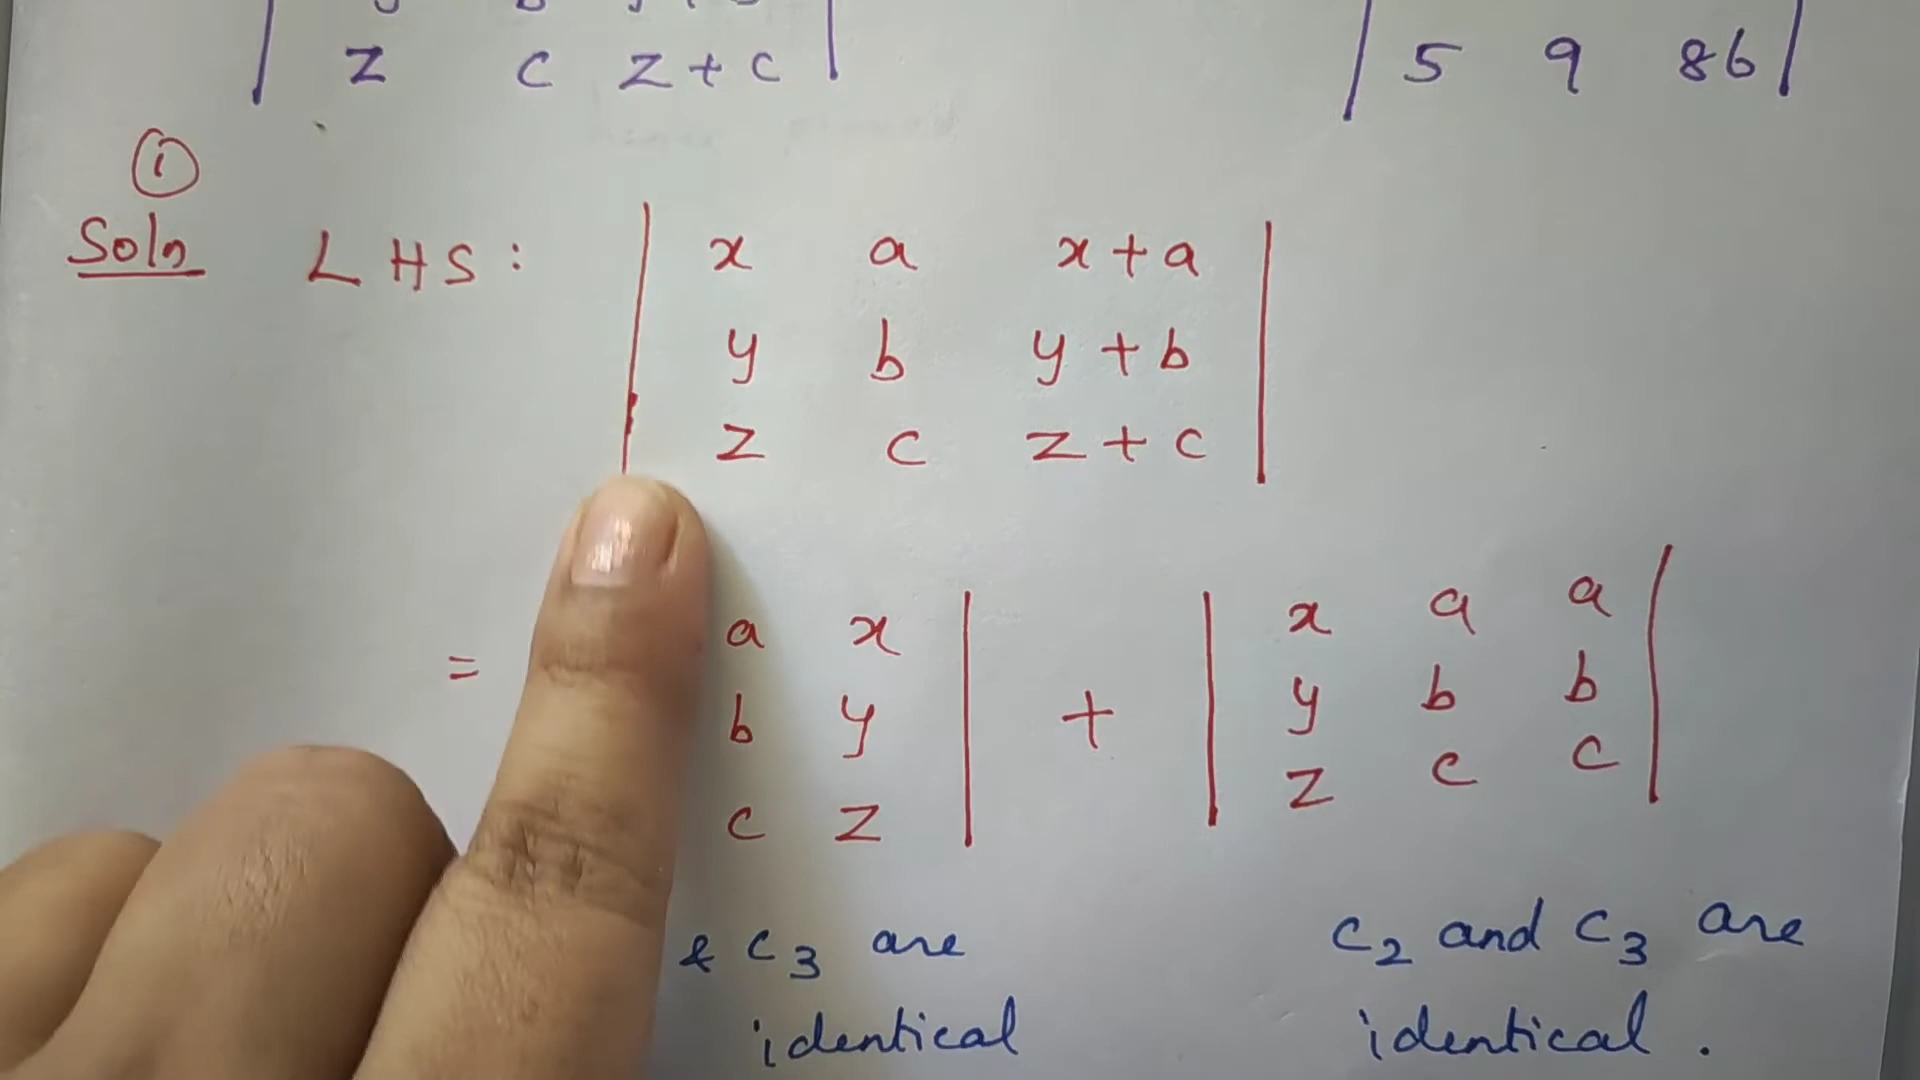 z c z + c | | 5 9 86 |
①
Soln LHS : | x a x + a |
y b y + b
z c z + c
= a x | + | x a a |
b y y b b
c z z c c
& c₃ are c₂ and c₃ are
identical identical .